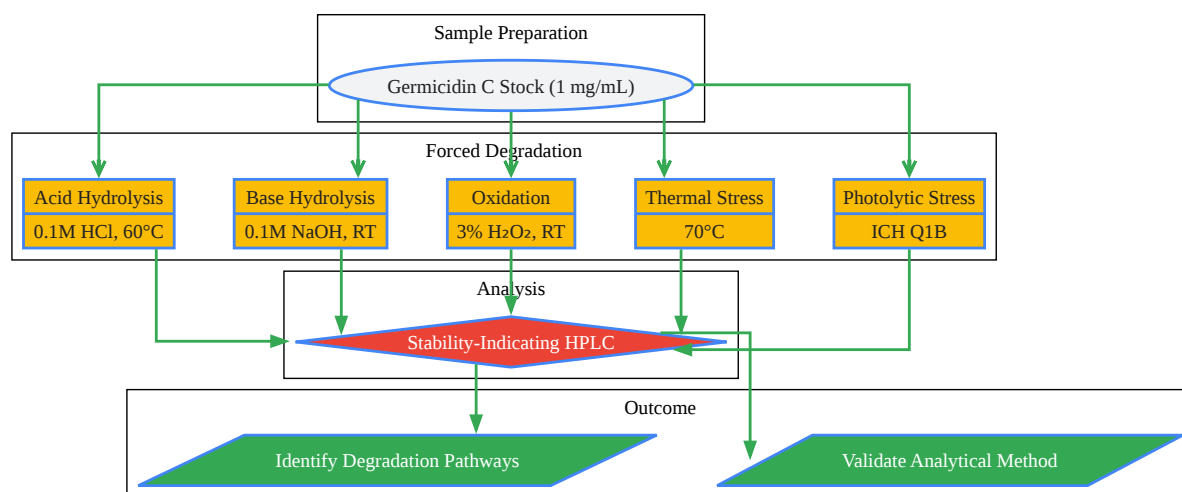 Sample Preparation
Germicidin C Stock (1 mg/mL)
Forced Degradation
Acid Hydrolysis
0.1M HCl, 60°C
Base Hydrolysis
0.1M NaOH, RT
Oxidation
3% H₂O₂, RT
Thermal Stress
70°C
Photolytic Stress
ICH Q1B
Analysis
Stability-Indicating HPLC
Outcome
Identify Degradation Pathways
Validate Analytical Method